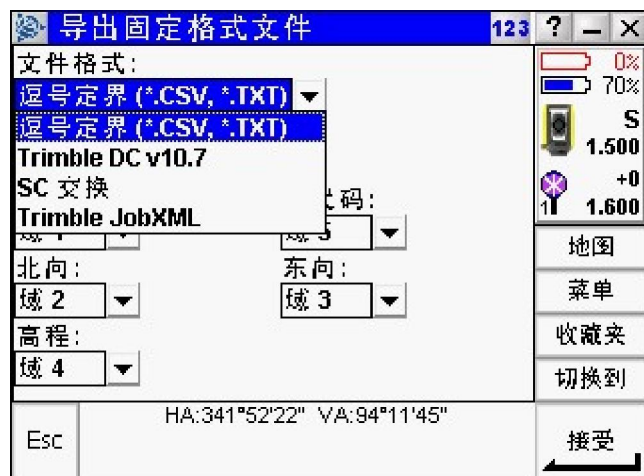 导出固定格式文件 123 ? – ×
文件格式:
逗号定界 (*.CSV, *.TXT)
逗号定界 (*.CSV, *.TXT)
Trimble DC v10.7
SC 交换
Trimble JobXML
码:
域 5
北向:
东向:
域 2
域 3
高程:
域 4
0%
70%
S
1.500
+0
1
1.600
地图
菜单
收藏夹
切换到
HA:341°52'22" VA:94°11'45"
Esc
接受